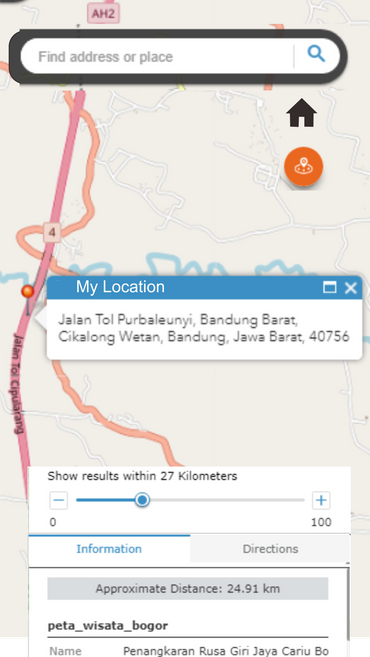 AH2
Find address or place
4
My Location
Jalan Tol Purbaleunyi, Bandung Barat,
Cikalong Wetan, Bandung, Jawa Barat, 40756
Jalan Tol Cipularang
Show results within 27 Kilometers
0 100
Information Directions
Approximate Distance: 24.91 km
peta_wisata_bogor
Name Penangkaran Rusa Giri Jaya Cariu Bo